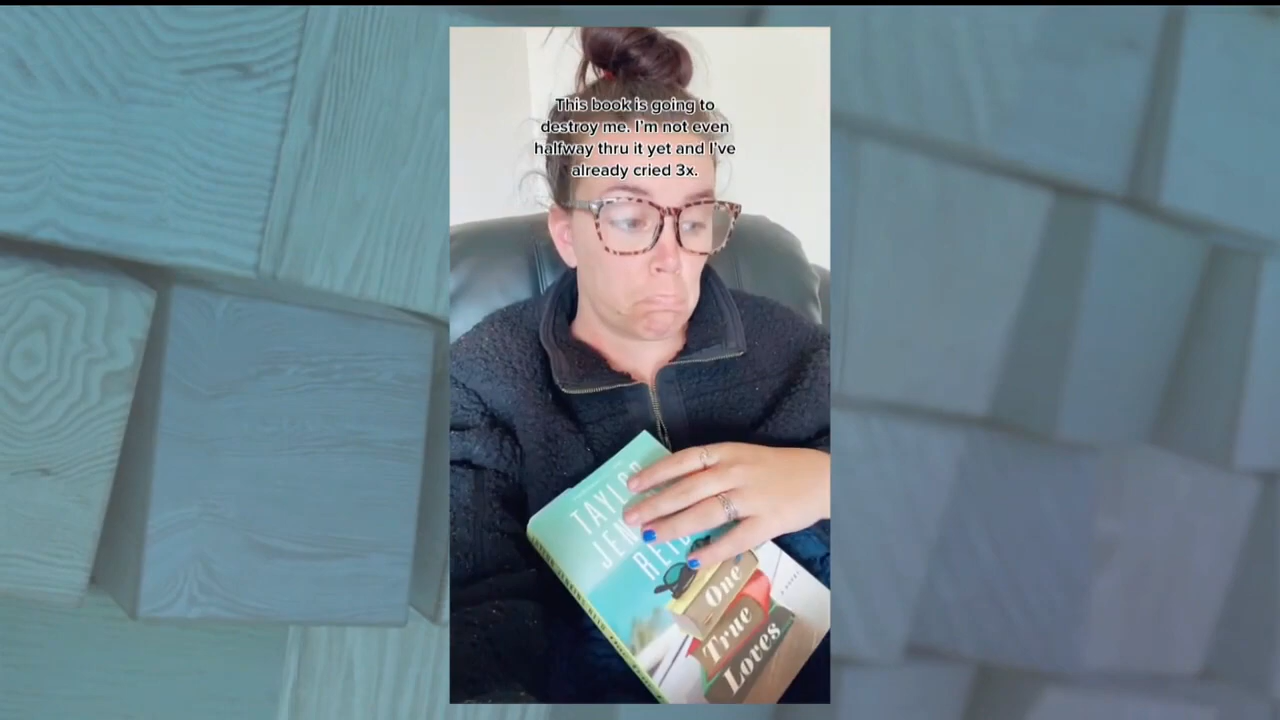 This book is going to
destroy me. I'm not even
halfway thru it yet and I've
already cried 3x.
TAYLOR
JEN
REID
One
True
Loves